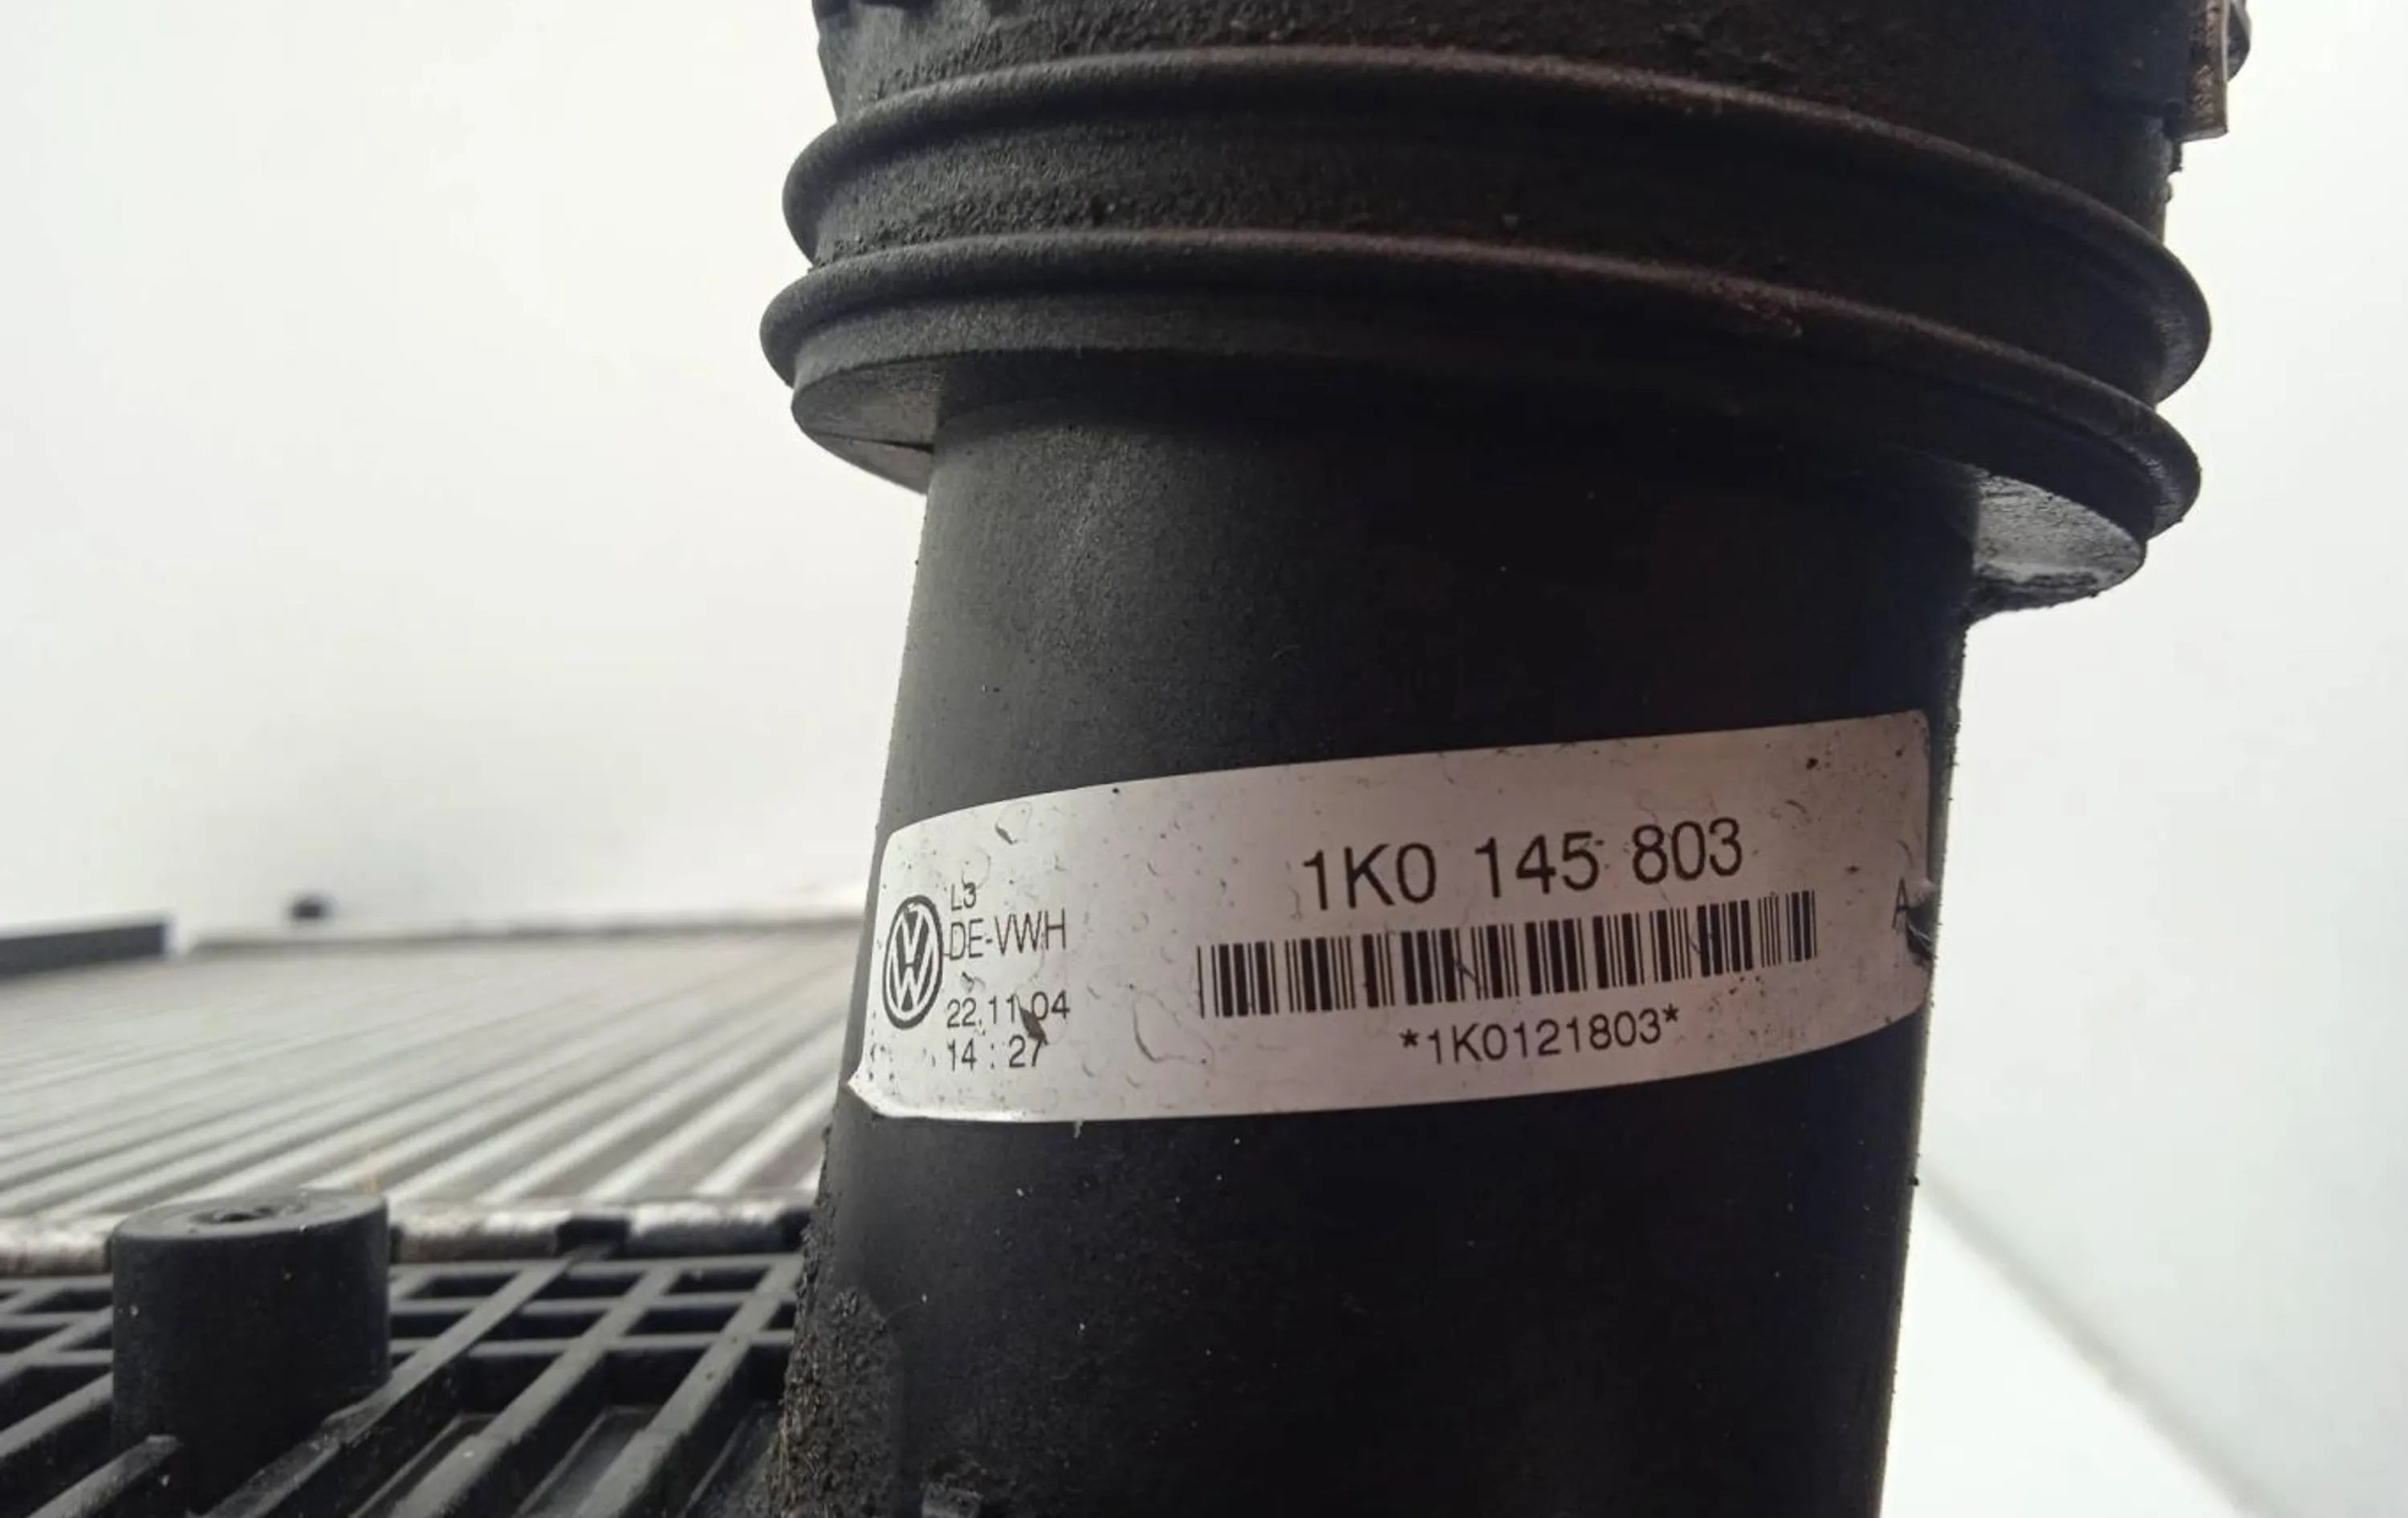 L3
DE-VWH
22.11.04
14 : 27
1K0 145 803
*1K0121803*
A